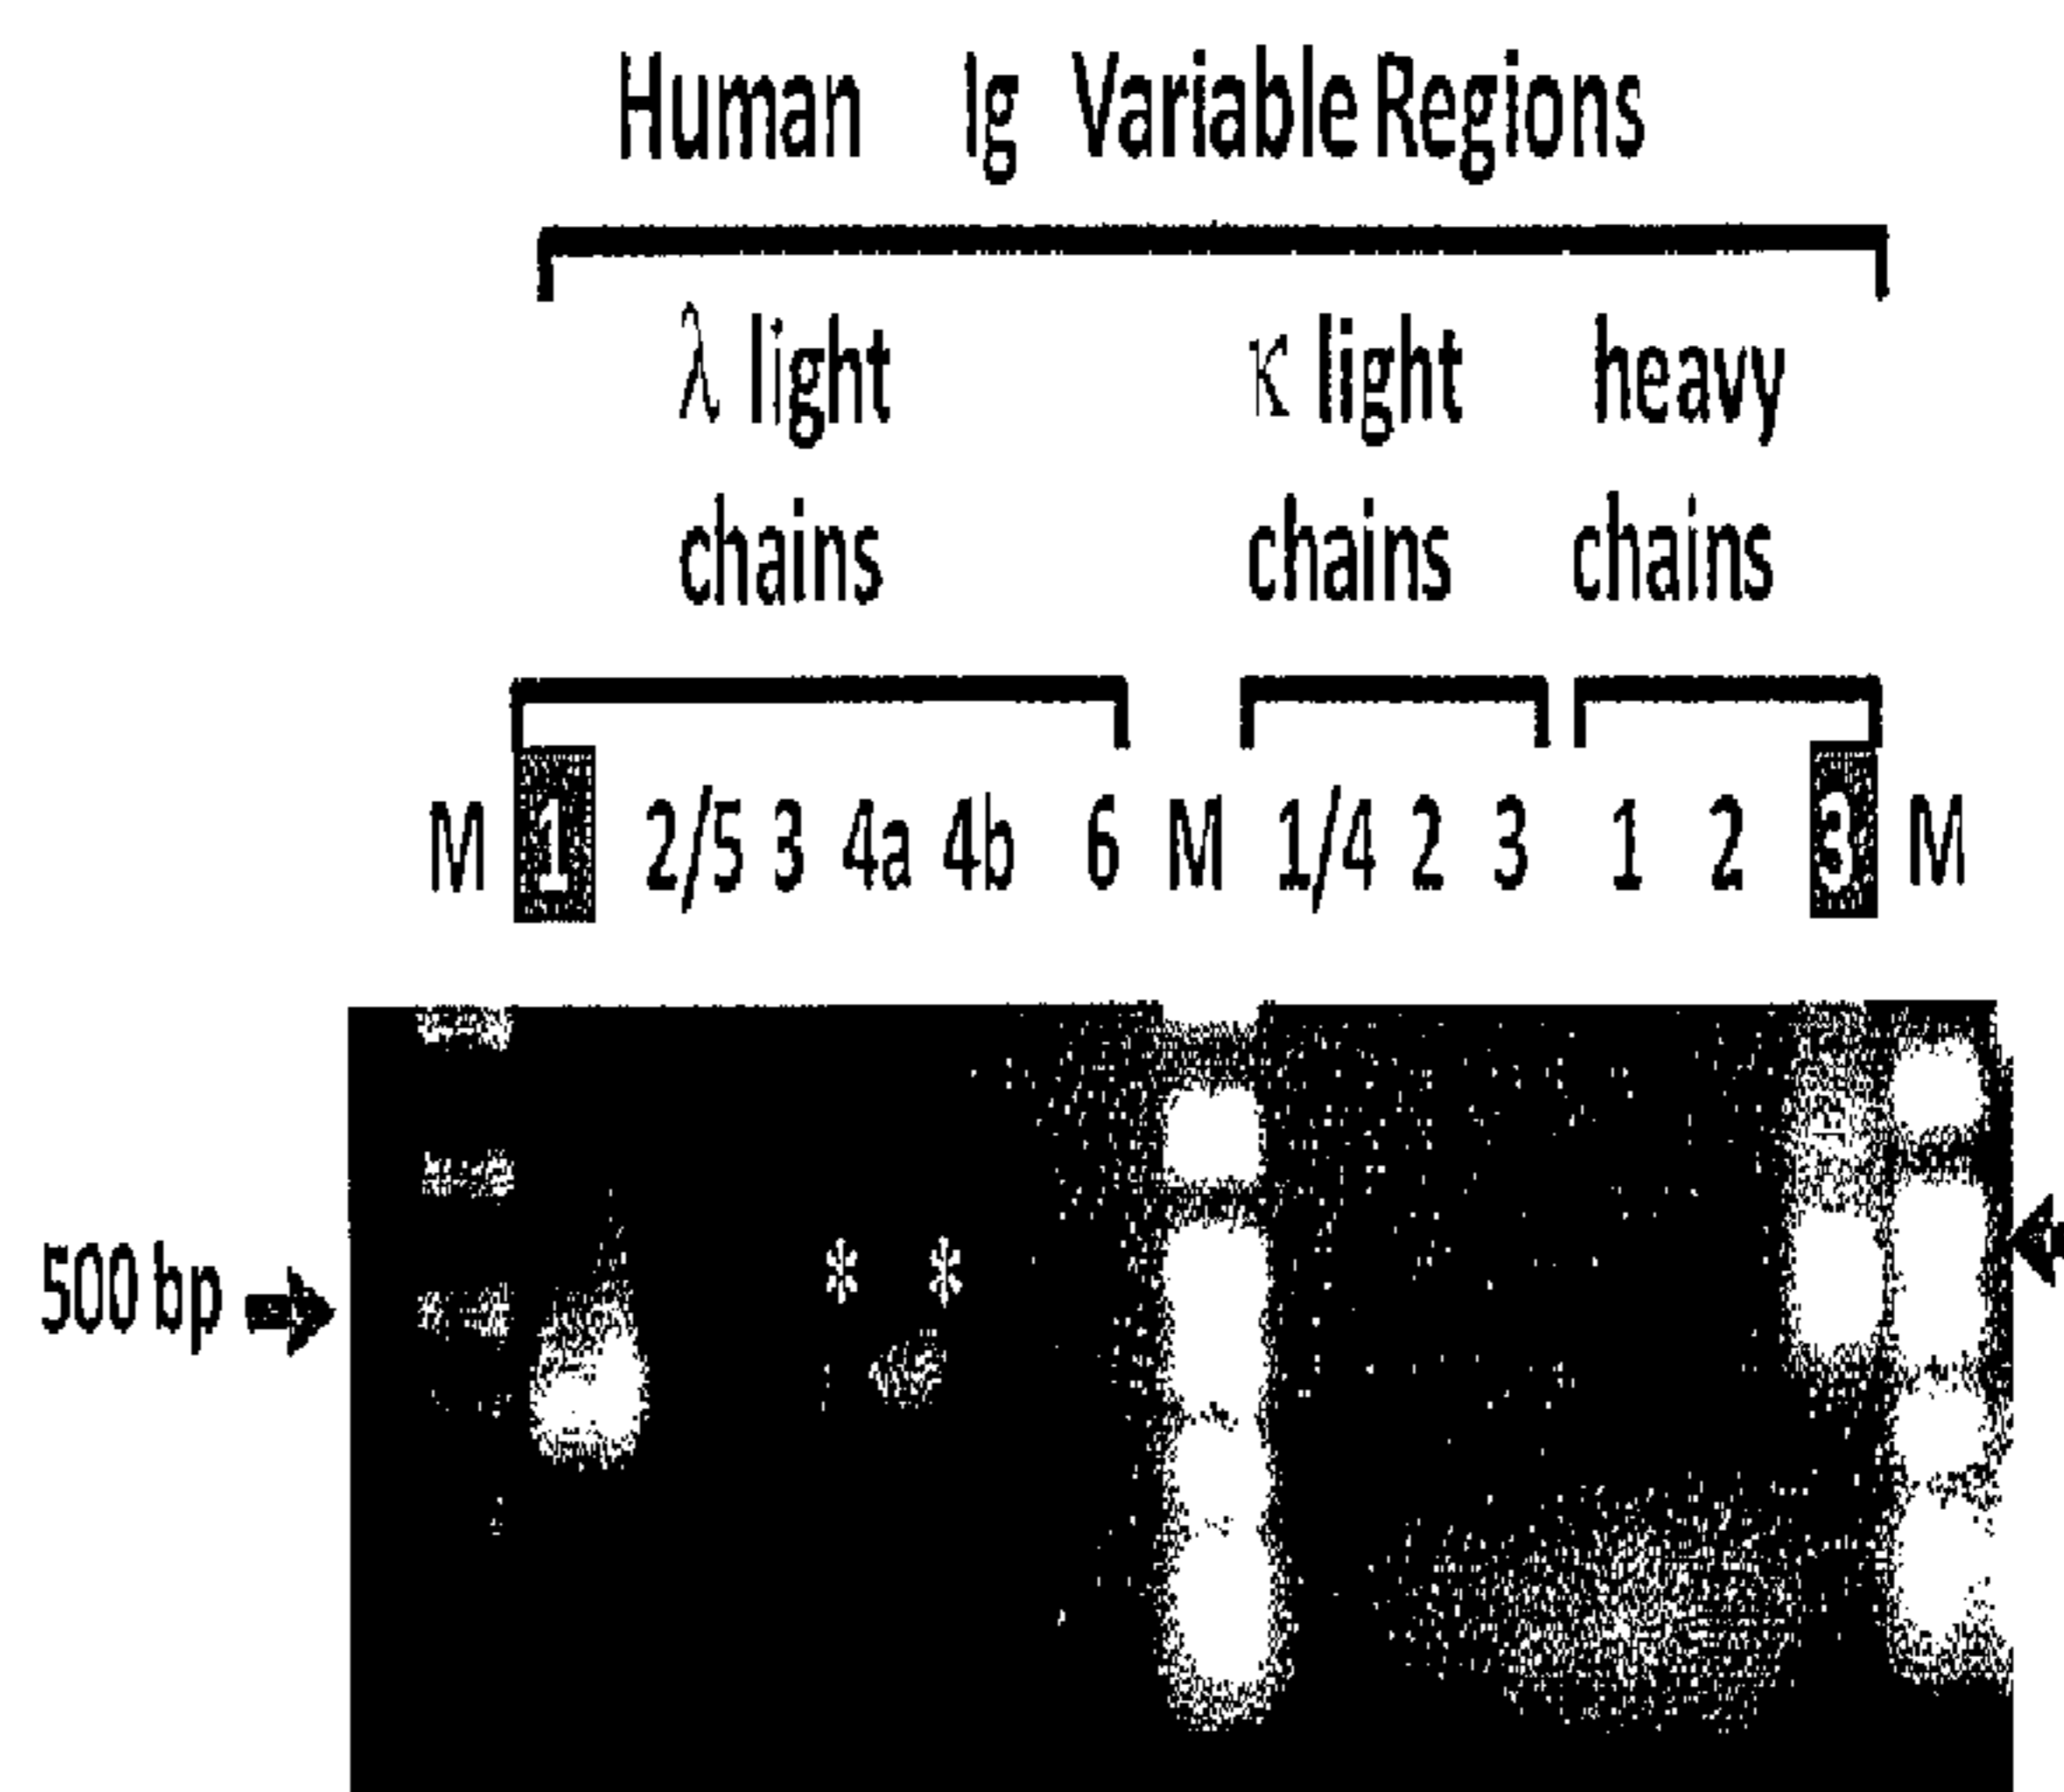 Human Ig Variable Regions
λ light κ light heavy
chains chains chains
M 1 2/5 3 4a 4b 6 M 1/4 2 3 1 2 3 M
* *
500 bp